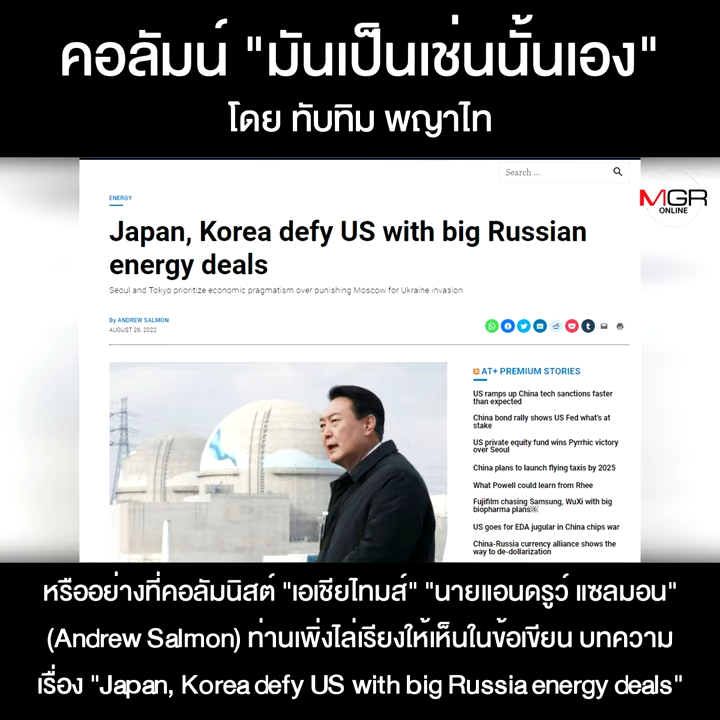 คอลัมน์ "มันเป็นเช่นนั้นเอง"
โดย ทับทิม พญาไท
Search ...
MGR
ONLINE
ENERGY
Japan, Korea defy US with big Russian
energy deals
Seoul and Tokyo prioritize economic pragmatism over punishing Moscow for Ukraine invasion
By ANDREW SALMON
AUGUST 26, 2022
AT+ PREMIUM STORIES
US ramps up China tech sanctions faster
than expected
China bond rally shows US Fed what's at
stake
US private equity fund wins Pyrrhic victory
over Seoul
China plans to launch flying taxis by 2025
What Powell could learn from Rhee
Fujifilm chasing Samsung, WuXi with big
biopharma plans
US goes for EDA jugular in China chips war
China-Russia currency alliance shows the
way to de-dollarization
หรืออย่างที่คอลัมนิสต์ "เอเชียไทมส์" "นายแอนดรูว์ แซลมอน"
(Andrew Salmon) ท่านเพิ่งไล่เรียงให้เห็นในข้อเขียน บทความ
เรื่อง "Japan, Korea defy US with big Russia energy deals"